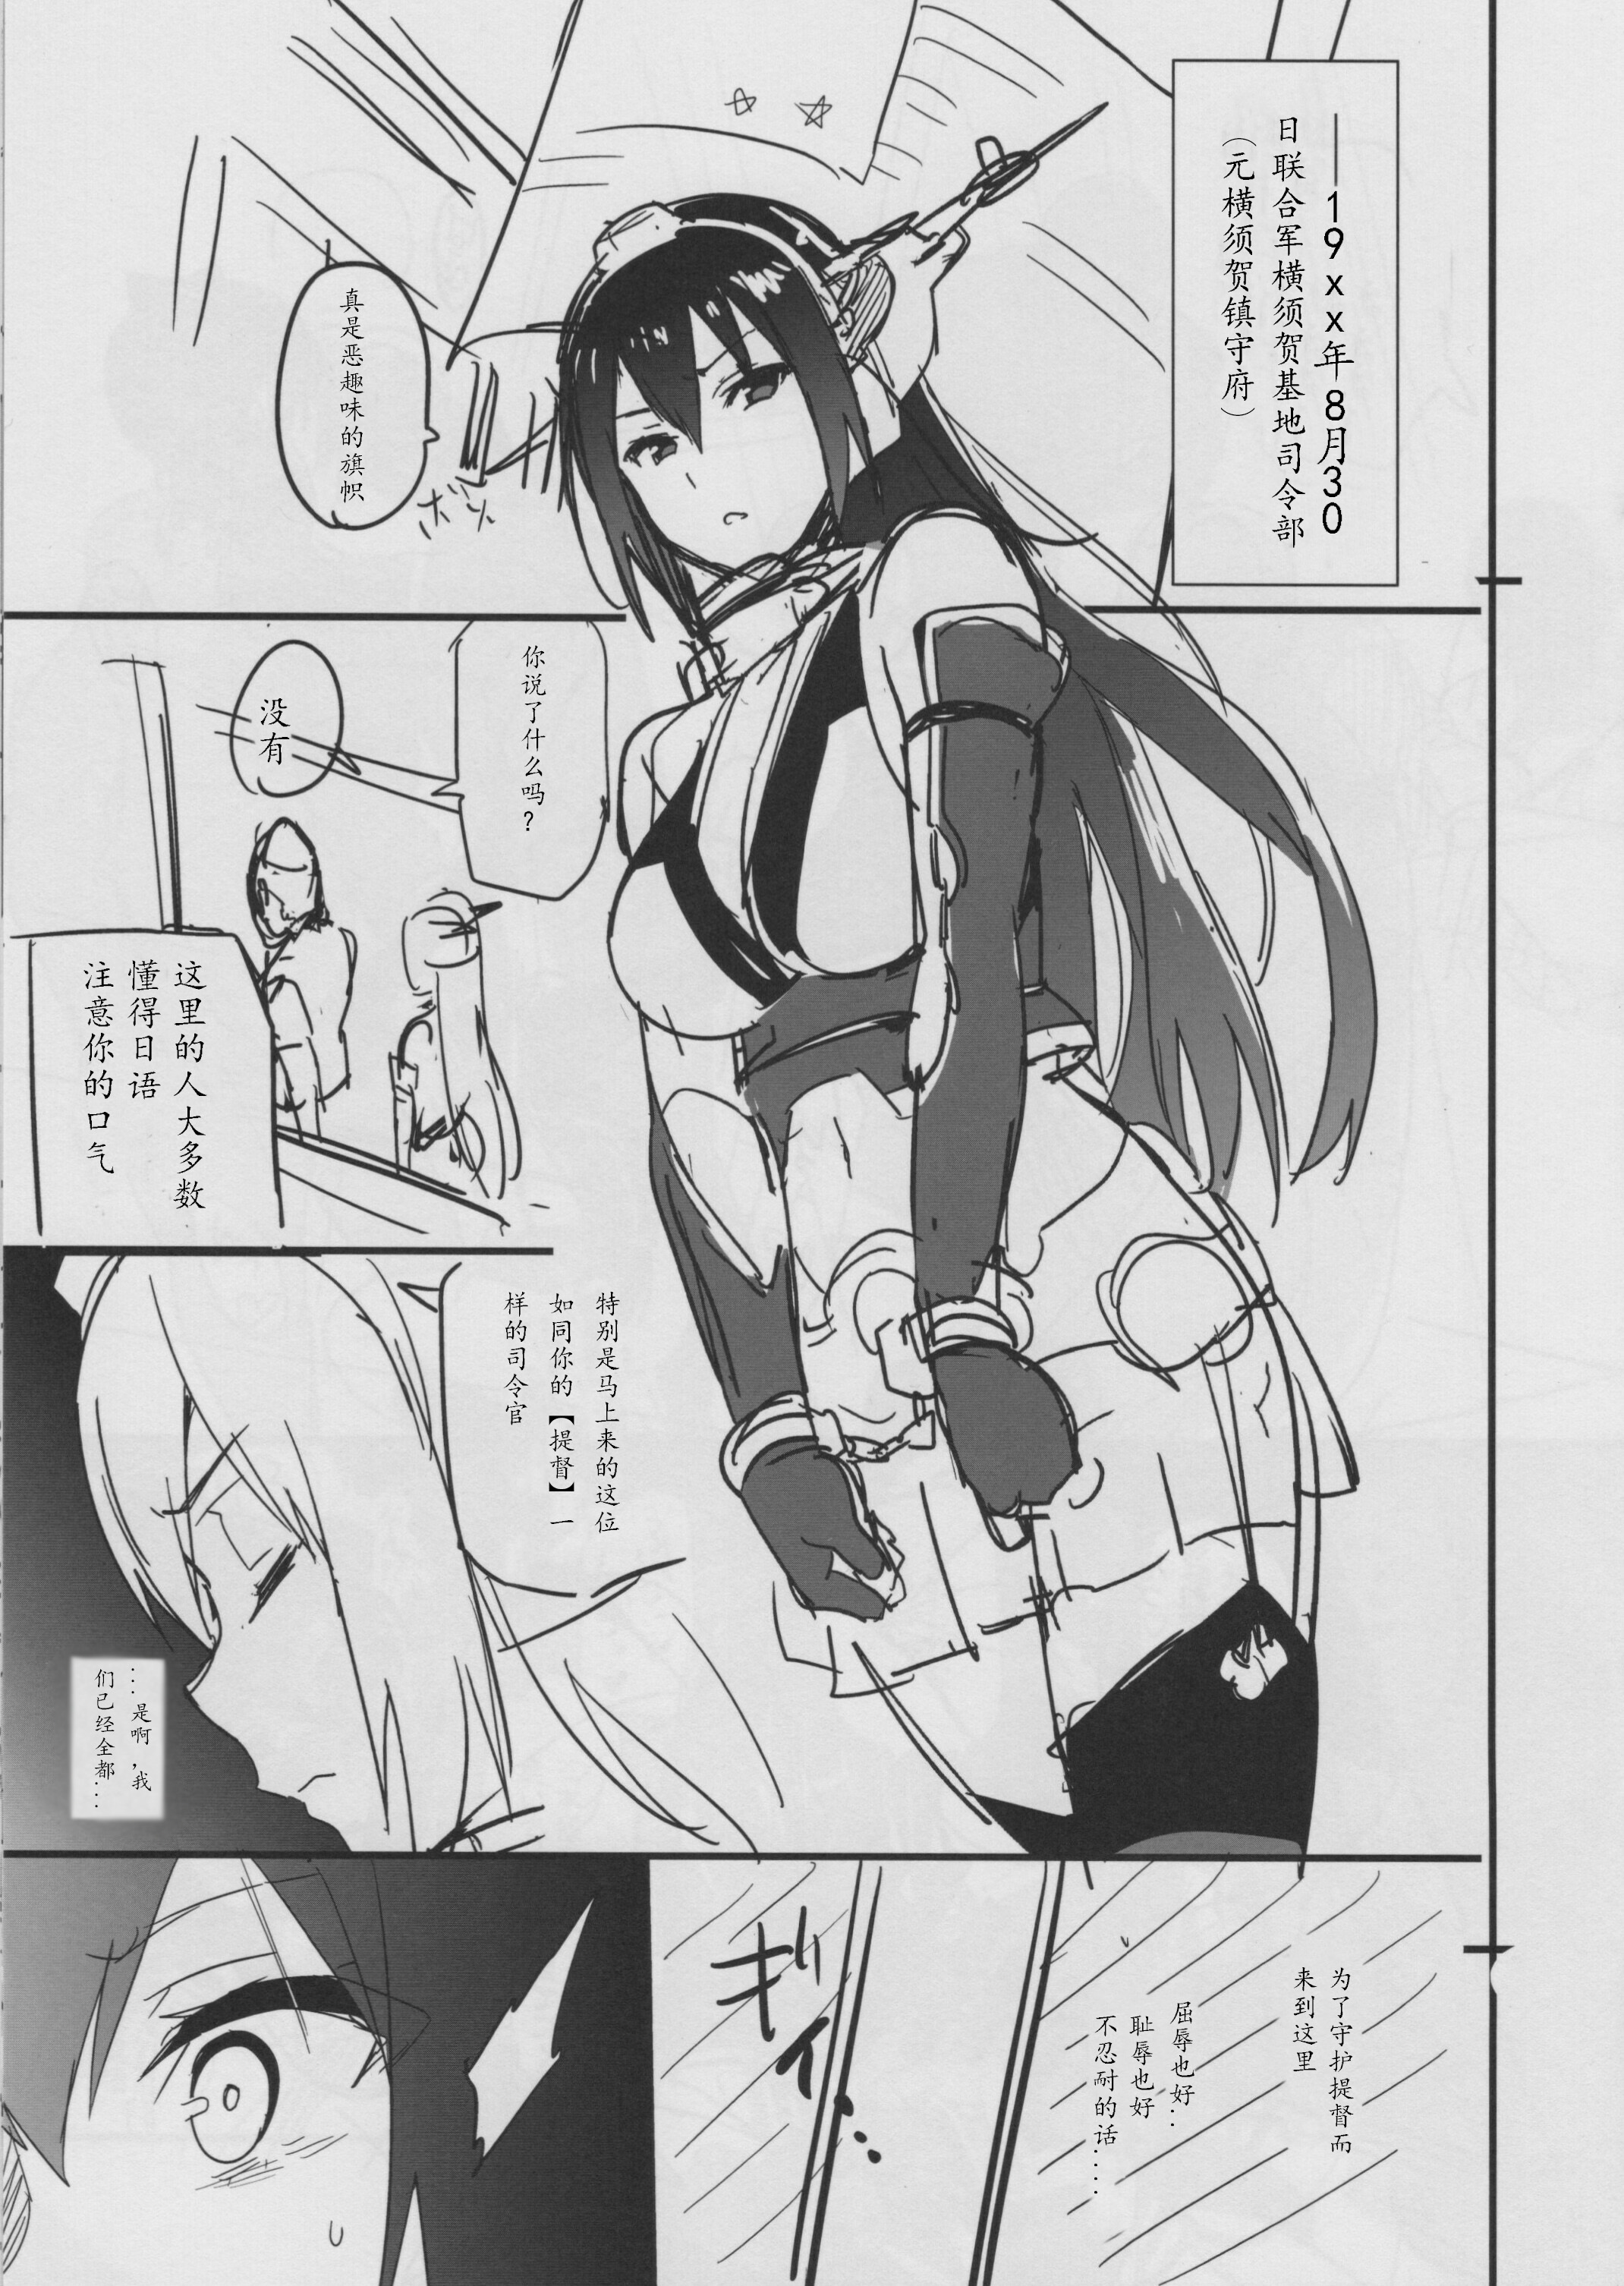 ——19xx年8月30
日联合军横须贺基地司令部
（元横须贺镇守府）
真是恶趣味的旗帜
ボソ
你说了什么吗？
没有
这里的人大多数
懂得日语
注意你的口气
特别是马上来的这位
如同你的【提督】一
样的司令官
…是啊，我
们已经全都…
为了守护提督而
来到这里
屈辱也好…
耻辱也好
不忍耐的话……
ギィ…